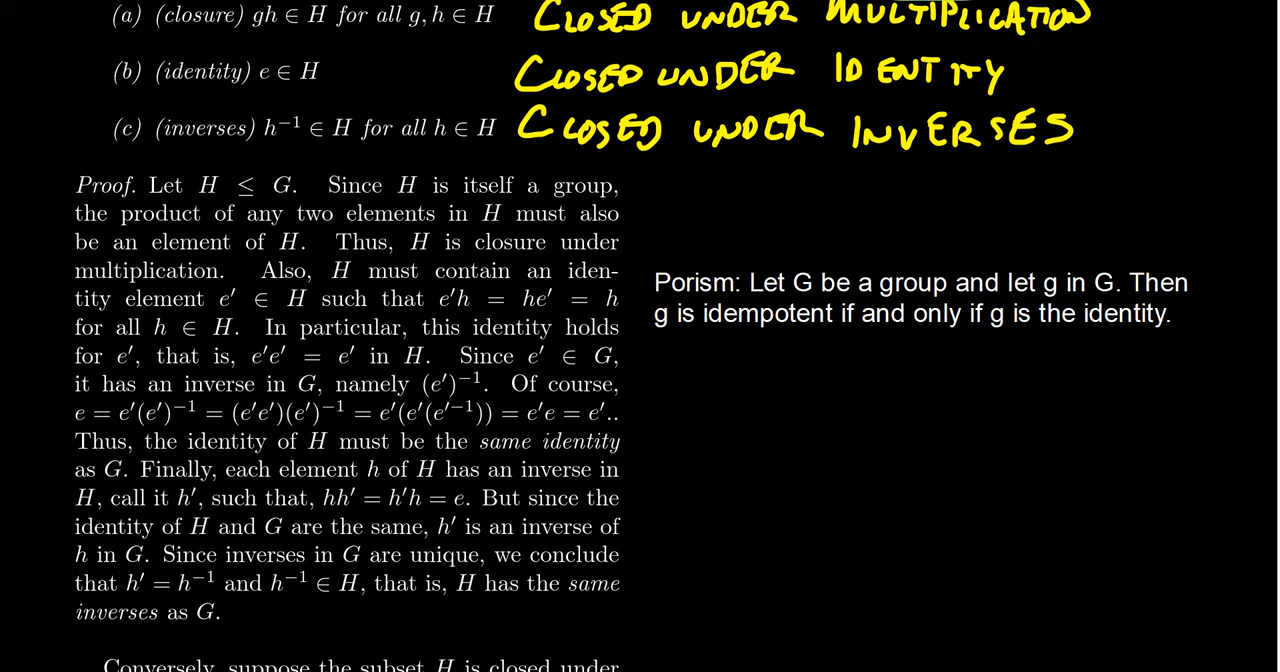 (a) (closure) gh ∈ H for all g, h ∈ H CLOSED UNDER MULTIPLICATION
(b) (identity) e ∈ H CLOSED UNDER IDENTITY
(c) (inverses) h⁻¹ ∈ H for all h ∈ H CLOSED UNDER INVERSES
Proof. Let H ≤ G. Since H is itself a group,
the product of any two elements in H must also
be an element of H. Thus, H is closure under
multiplication. Also, H must contain an iden-
tity element e′ ∈ H such that e′h = he′ = h
for all h ∈ H. In particular, this identity holds
for e′, that is, e′e′ = e′ in H. Since e′ ∈ G,
it has an inverse in G, namely (e′)⁻¹. Of course,
e = e′(e′)⁻¹ = (e′e′)(e′)⁻¹ = e′(e′(e′⁻¹)) = e′e = e′..
Thus, the identity of H must be the same identity
as G. Finally, each element h of H has an inverse in
H, call it h′, such that, hh′ = h′h = e. But since the
identity of H and G are the same, h′ is an inverse of
h in G. Since inverses in G are unique, we conclude
that h′ = h⁻¹ and h⁻¹ ∈ H, that is, H has the same
inverses as G.
Conversely, suppose the subset H is closed under
Porism: Let G be a group and let g in G. Then
g is idempotent if and only if g is the identity.